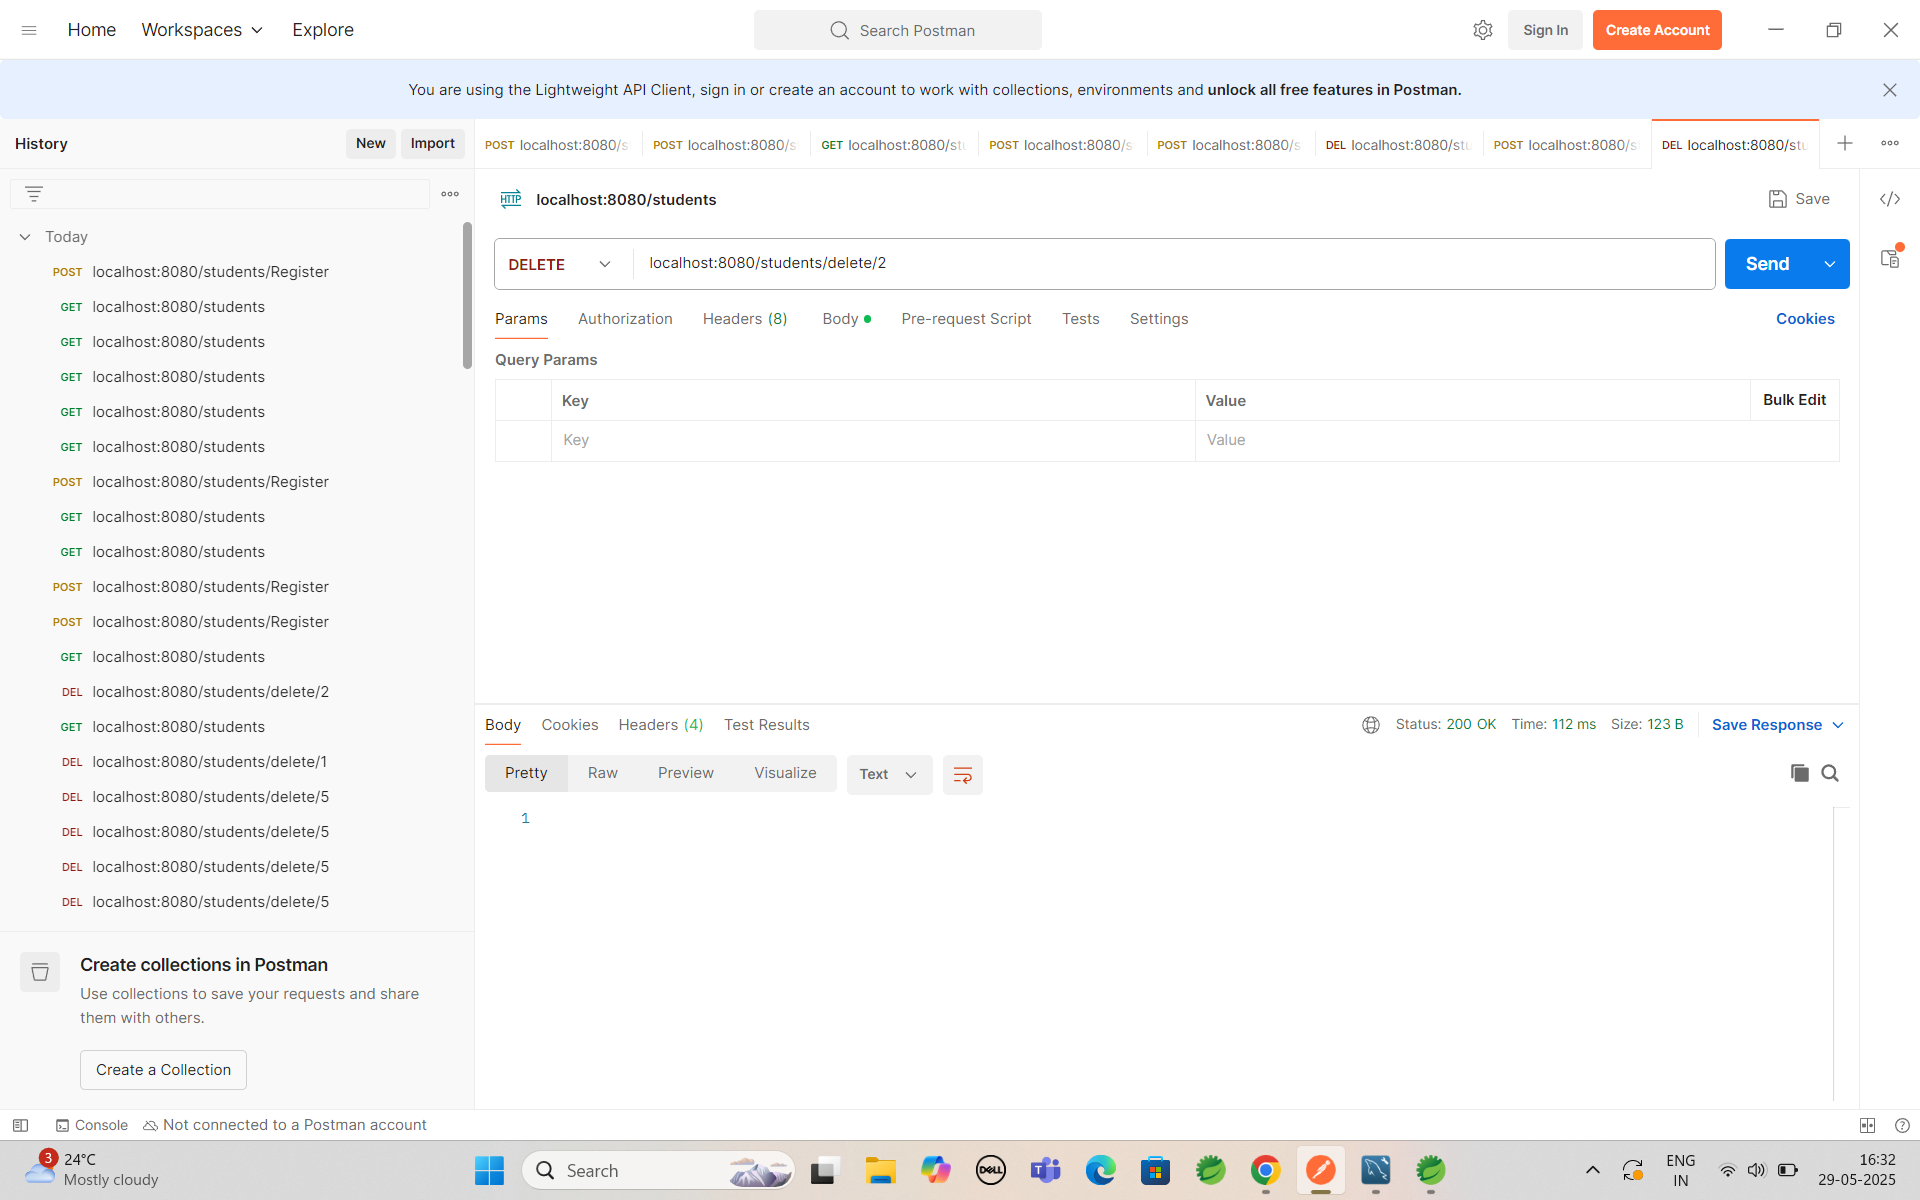 Home
Workspaces
Explore
Search Postman
Sign In
Create Account
You are using the Lightweight API Client, sign in or create an account to work with collections, environments and unlock all free features in Postman.
History
New
Import
POST localhost:8080/s
POST localhost:8080/s
GET localhost:8080/stu
POST localhost:8080/s
POST localhost:8080/s
DEL localhost:8080/stu
POST localhost:8080/s
DEL localhost:8080/stu
Today
POST localhost:8080/students/Register
GET localhost:8080/students
GET localhost:8080/students
GET localhost:8080/students
GET localhost:8080/students
GET localhost:8080/students
POST localhost:8080/students/Register
GET localhost:8080/students
GET localhost:8080/students
POST localhost:8080/students/Register
POST localhost:8080/students/Register
GET localhost:8080/students
DEL localhost:8080/students/delete/2
GET localhost:8080/students
DEL localhost:8080/students/delete/1
DEL localhost:8080/students/delete/5
DEL localhost:8080/students/delete/5
DEL localhost:8080/students/delete/5
DEL localhost:8080/students/delete/5
Create collections in Postman
Use collections to save your requests and share
them with others.
Create a Collection
HTTP localhost:8080/students
Save
DELETE
localhost:8080/students/delete/2
Send
Params
Authorization
Headers (8)
Body
Pre-request Script
Tests
Settings
Cookies
Query Params
Key
Value
Bulk Edit
Key
Value
Body
Cookies
Headers (4)
Test Results
Status: 200 OK
Time: 112 ms
Size: 123 B
Save Response
Pretty
Raw
Preview
Visualize
Text
1
Console
Not connected to a Postman account
3
24°C
Mostly cloudy
Search
DELL
ENG
IN
16:32
29-05-2025